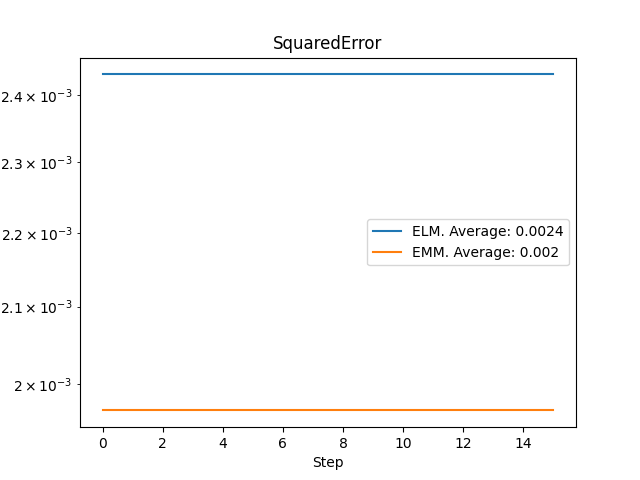 SquaredError
2.4 × 10⁻³
2.3 × 10⁻³
2.2 × 10⁻³
2.1 × 10⁻³
2 × 10⁻³
ELM. Average: 0.0024
EMM. Average: 0.002
0 2 4 6 8 10 12 14
Step